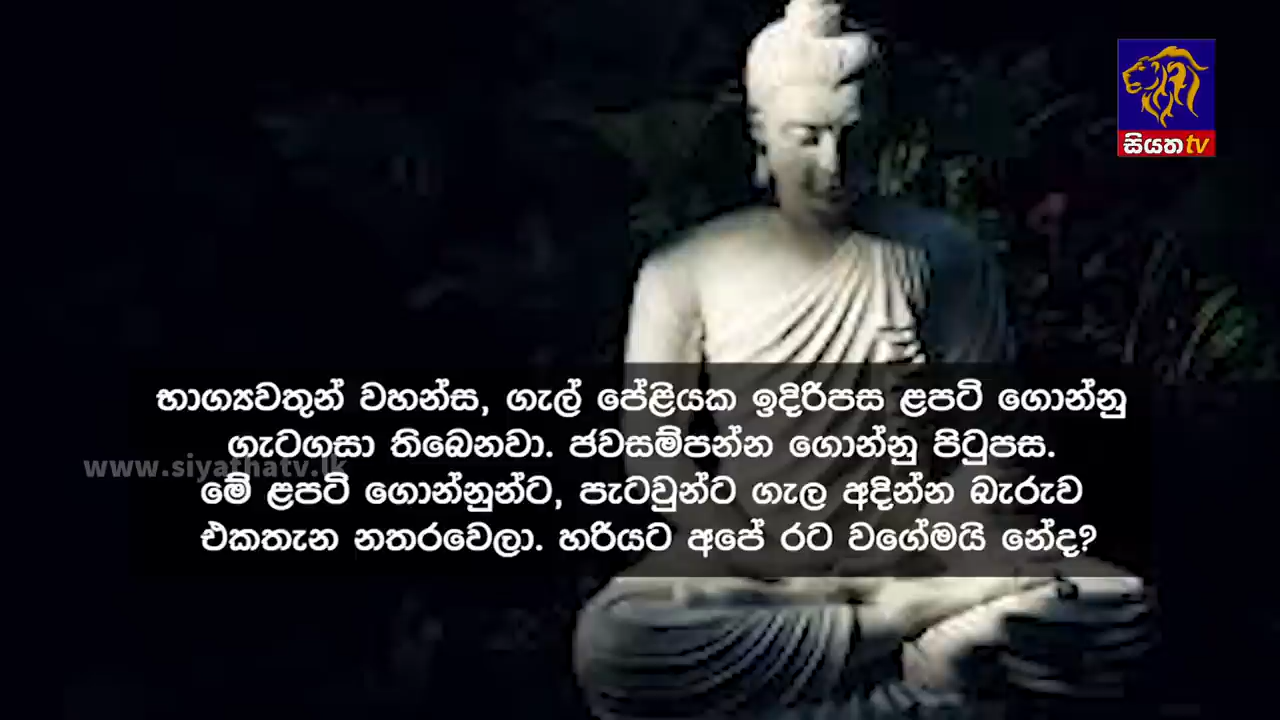 සියත tv
භාග්‍යවතුන් වහන්ස, ගැල් පේළියක ඉදිරිපස ළපටි ගොන්නු
ගැටගසා තිබෙනවා. ජවසම්පන්න ගොන්නු පිටුපස.
www.siyathatv.lk
මේ ළපටි ගොන්නුන්ට, පැටවුන්ට ගැල අදින්න බැරුව
එකතැන නතරවෙලා. හරියට අපේ රට වගේමයි නේද?